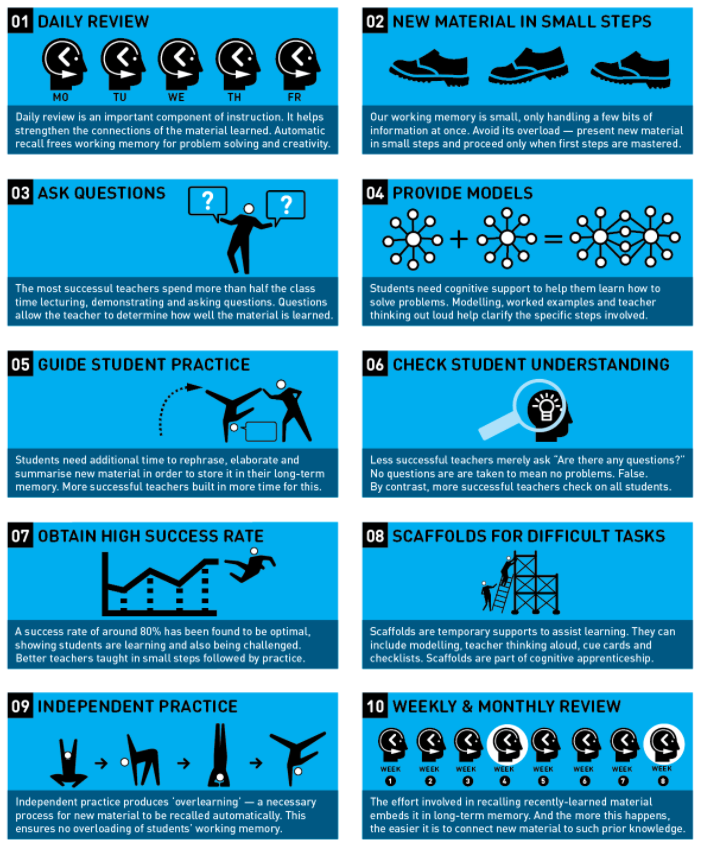 01 DAILY REVIEW
MO TU WE TH FR
Daily review is an important component of instruction. It helps
strengthen the connections of the material learned. Automatic
recall frees working memory for problem solving and creativity.
02 NEW MATERIAL IN SMALL STEPS
Our working memory is small, only handling a few bits of
information at once. Avoid its overload — present new material
in small steps and proceed only when first steps are mastered.
03 ASK QUESTIONS
? ?
The most successul teachers spend more than half the class
time lecturing, demonstrating and asking questions. Questions
allow the teacher to determine how well the material is learned.
04 PROVIDE MODELS
+ =
Students need cognitive support to help them learn how to
solve problems. Modelling, worked examples and teacher
thinking out loud help clarify the specific steps involved.
05 GUIDE STUDENT PRACTICE
Students need additional time to rephrase, elaborate and
summarise new material in order to store it in their long-term
memory. More successful teachers built in more time for this.
06 CHECK STUDENT UNDERSTANDING
Less successful teachers merely ask “Are there any questions?”
No questions are are taken to mean no problems. False.
By contrast, more successful teachers check on all students.
07 OBTAIN HIGH SUCCESS RATE
A success rate of around 80% has been found to be optimal,
showing students are learning and also being challenged.
Better teachers taught in small steps followed by practice.
08 SCAFFOLDS FOR DIFFICULT TASKS
Scaffolds are temporary supports to assist learning. They can
include modelling, teacher thinking aloud, cue cards and
checklists. Scaffolds are part of cognitive apprenticeship.
09 INDEPENDENT PRACTICE
Independent practice produces ‘overlearning’ — a necessary
process for new material to be recalled automatically. This
ensures no overloading of students’ working memory.
10 WEEKLY & MONTHLY REVIEW
WEEK WEEK WEEK WEEK WEEK WEEK WEEK WEEK
1 2 3 4 5 6 7 8
The effort involved in recalling recently-learned material
embeds it in long-term memory. And the more this happens,
the easier it is to connect new material to such prior knowledge.